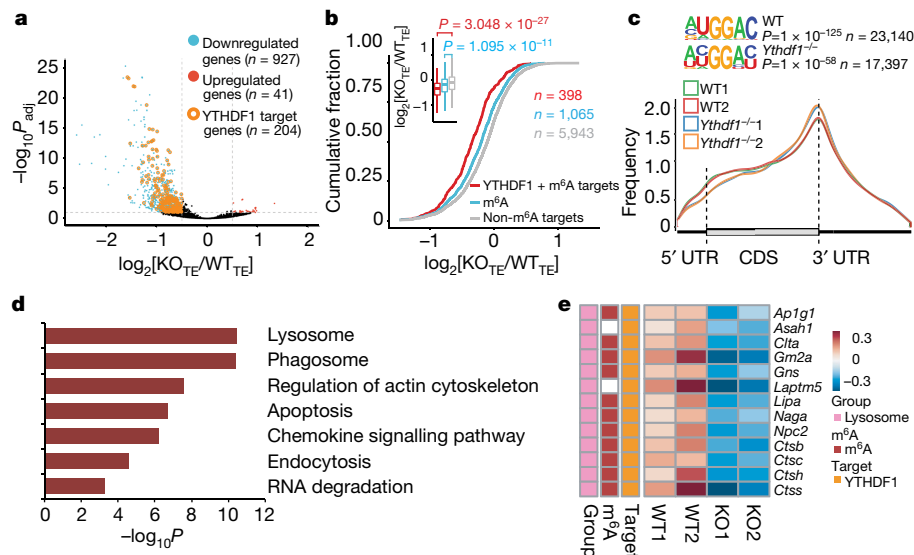 a
Downregulated
genes (n = 927)
Upregulated
genes (n = 41)
YTHDF1 target
genes (n = 204)
25
20
15
10
5
0
−log10Padj
−2
−1
0
1
2
log2[KOTE/WTTE]
b
P = 3.048 × 10−27
P = 1.095 × 10−11
log2[KOTE/WTTE]
1
0
−1
1.00
0.75
0.50
0.25
0
Cumulative fraction
n = 398
n = 1,065
n = 5,943
YTHDF1 + m6A targets
m6A
Non-m6A targets
−1
0
1
log2[KOTE/WTTE]
c
AUGGAC
WT
P=1 × 10−125 n = 23,140
ACGGAC
Ythdf1−/−
P=1 × 10−58 n = 17,397
WT1
WT2
Ythdf1−/−1
Ythdf1−/−2
2.0
1.5
1.0
0.5
0
Frequency
5′ UTR
CDS
3′ UTR
d
Lysosome
Phagosome
Regulation of actin cytoskeleton
Apoptosis
Chemokine signalling pathway
Endocytosis
RNA degradation
0 2 4 6 8 10 12
−log10P
e
Ap1g1
Asah1
Clta
Gm2a
Gns
Laptm5
Lipa
Naga
Npc2
Ctsb
Ctsc
Ctsh
Ctss
Group
m6A
Target
WT1
WT2
KO1
KO2
0.3
−0.3
Group
Lysosome
m6A
m6A
Target
YTHDF1